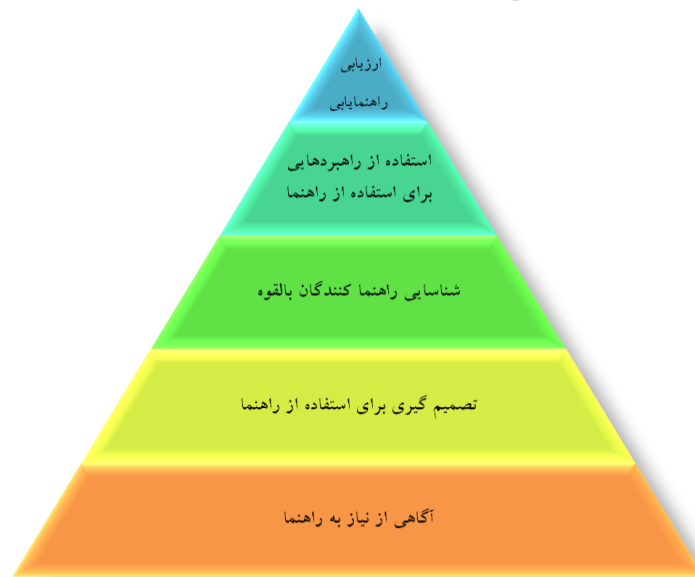 ارزیابی
راهنمایابی
استفاده از راهبردهایی
برای استفاده از راهنما
شناسایی راهنما کنندگان بالقوه
تصمیم گیری برای استفاده از راهنما
آگاهی از نیاز به راهنما